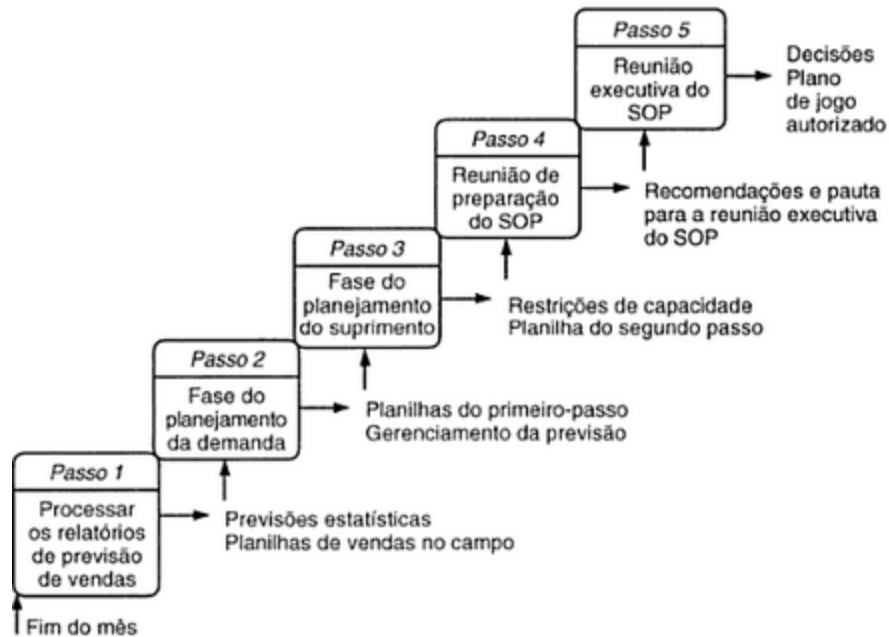 Passo 5
Reunião
executiva do
SOP
Decisões
Plano
de jogo
autorizado
Passo 4
Reunião de
preparação
do SOP
Recomendações e pauta
para a reunião executiva
do SOP
Passo 3
Fase do
planejamento
do suprimento
Restrições de capacidade
Planilha do segundo passo
Passo 2
Fase do
planejamento
da demanda
Planilhas do primeiro-passo
Gerenciamento da previsão
Passo 1
Processar
os relatórios
de previsão
de vendas
Previsões estatísticas
Planilhas de vendas no campo
Fim do mês